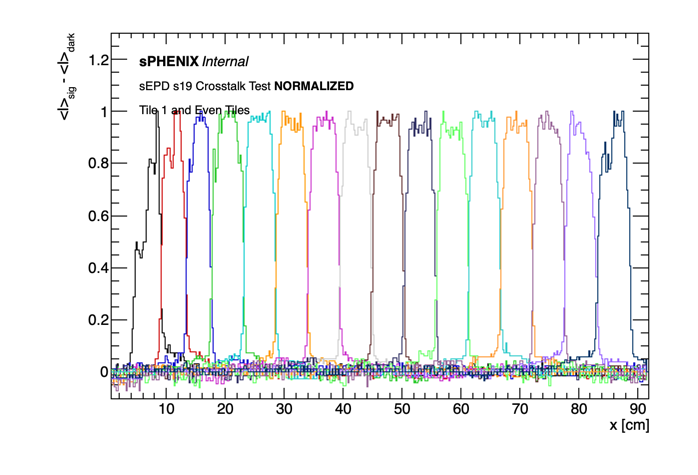 <I>sig - <I>dark
sPHENIX Internal
sEPD s19 Crosstalk Test NORMALIZED
Tile 1 and Even Tiles
1.2
1
0.8
0.6
0.4
0.2
0
10 20 30 40 50 60 70 80 90
x [cm]